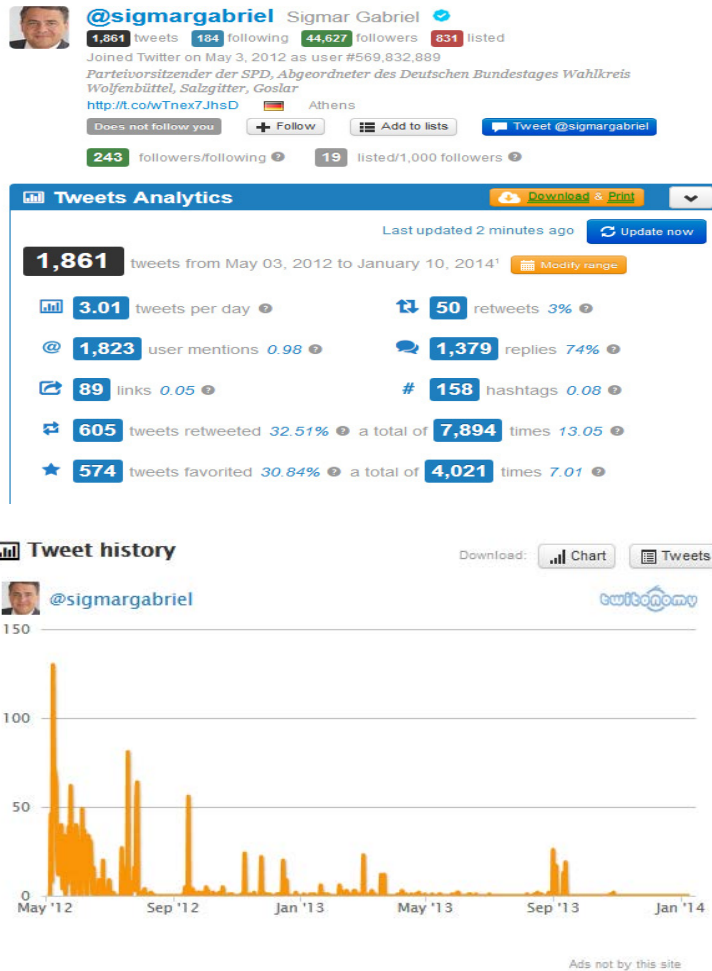 @sigmargabriel Sigmar Gabriel
1,861 tweets 184 following 44,627 followers 831 listed
Joined Twitter on May 3, 2012 as user #569,832,889
Parteivorsitzender der SPD, Abgeordneter des Deutschen Bundestages Wahlkreis
Wolfenbüttel, Salzgitter, Goslar
http://t.co/wTnex7JhsD Athens
Does not follow you + Follow Add to lists Tweet @sigmargabriel
243 followers/following ? 19 listed/1,000 followers ?
Tweets Analytics Download & Print
Last updated 2 minutes ago Update now
1,861 tweets from May 03, 2012 to January 10, 2014¹ Modify range
3.01 tweets per day ? 50 retweets 3% ?
@ 1,823 user mentions 0.98 ? 1,379 replies 74% ?
89 links 0.05 ? # 158 hashtags 0.08 ?
605 tweets retweeted 32.51% ? a total of 7,894 times 13.05 ?
574 tweets favorited 30.84% ? a total of 4,021 times 7.01 ?
Tweet history Download: Chart Tweets
@sigmargabriel twitonomy
150
100
50
0
May '12 Sep '12 Jan '13 May '13 Sep '13 Jan '14
Ads not by this site